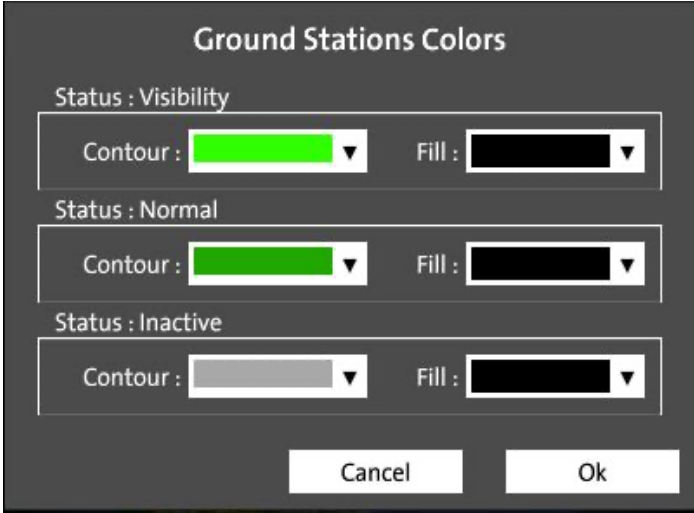 Ground Stations Colors
Status : Visibility
Contour : ▼ Fill : ▼
Status : Normal
Contour : ▼ Fill : ▼
Status : Inactive
Contour : ▼ Fill : ▼
Cancel Ok